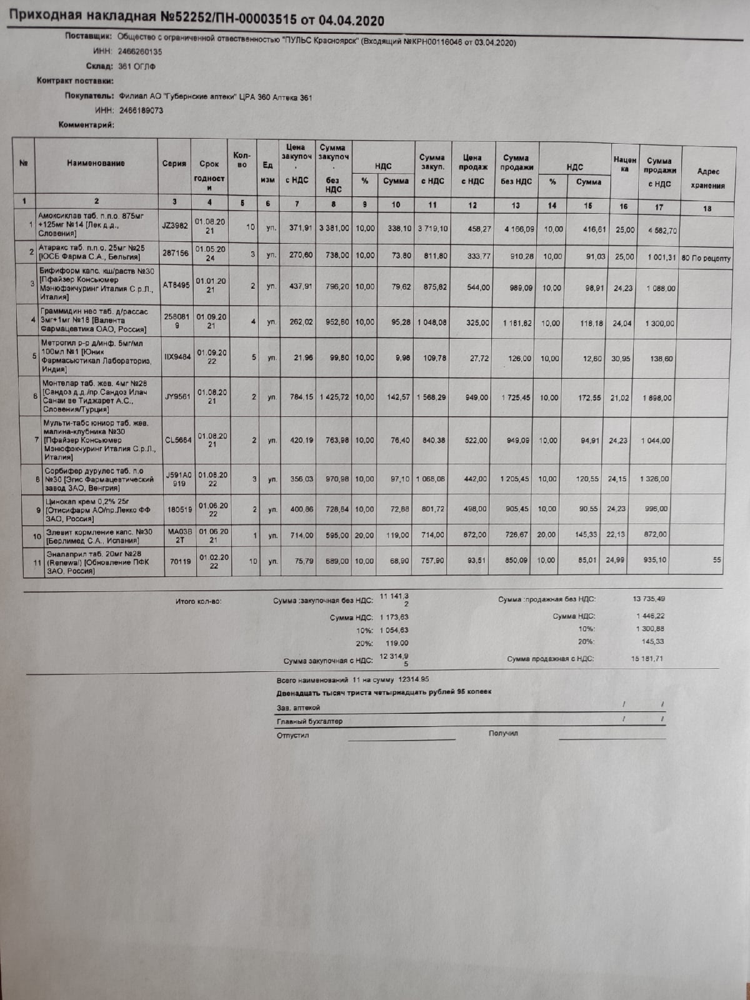 Приходная накладная №52252/ПН-00003515 от 04.04.2020
Поставщик: Общество с ограниченной отвественностью "ПУЛЬС Красноярск" (Входящий №КРН00116046 от 03.04.2020)
ИНН: 2466260135
Склад: 361 ОГЛФ
Контракт поставки:
Покупатель: Филиал АО "Губернские аптеки" ЦРА 360 Аптека 361
ИНН: 2466189073
Комментарий:
№ Наименование Серия Срок годности Кол-во Ед изм Цена закупоч. с НДС Сумма закупоч. без НДС НДС % Сумма Сумма закуп. с НДС Цена продаж с НДС Сумма продажи без НДС НДС % Сумма Наценка Сумма продажи с НДС Адрес хранения
1 2 3 4 5 6 7 8 9 10 11 12 13 14 15 16 17 18
1 Амоксиклав таб. п.п.о. 875мг +125мг №14 [Лек д.д., Словения] JZ3982 01.08.2021 10 уп. 371,91 3 381,00 10,00 338,10 3 719,10 458,27 4 166,09 10,00 416,61 25,00 4 582,70
2 Атаракс таб. п.п.о. 25мг №25 [ЮСБ Фарма С.А., Бельгия] 287156 01.05.2024 3 уп. 270,60 738,00 10,00 73,80 811,80 333,77 910,28 10,00 91,03 25,00 1 001,31 80 По рецепту
3 Бифиформ капс. кш/раств №30 [Пфайзер Консьюмер Мэнюфэкчуринг Италия С р.Л., Италия] AT8495 01.01.2021 2 уп. 437,91 796,20 10,00 79,62 875,82 544,00 989,09 10,00 98,91 24,23 1 088,00
4 Граммидин нео таб. д/рассас 3мг+1мг №18 [Валента Фармацевтика ОАО, Россия] 2580819 01.09.2021 4 уп. 262,02 952,80 10,00 95,28 1 048,08 325,00 1 181,82 10,00 118,18 24,04 1 300,00
5 Метрогил р-р д/инф. 5мг/мл 100мл №1 [Юник Фармасьютикал Лабораториз, Индия] IIX9484 01.09.2022 5 уп. 21,96 99,80 10,00 9,98 109,78 27,72 126,00 10,00 12,60 30,95 138,60
6 Монтелар таб. жев. 4мг №28 [Сандоз д.д./пр.Сандоз Илач Санаи ве Тиджарет А.С., Словения/Турция] JY9561 01.08.2021 2 уп. 784,15 1 425,72 10,00 142,57 1 568,29 949,00 1 725,45 10,00 172,55 21,02 1 898,00
7 Мульти-табс юниор таб. жев. малина-клубника №30 [Пфайзер Консьюмер Мэнюфэкчуринг Италия С.р.Л., Италия] CL5664 01.08.2021 2 уп. 420,19 763,98 10,00 76,40 840,38 522,00 949,09 10,00 94,91 24,23 1 044,00
8 Сорбифер дурулес таб. п.о №30 [Эгис Фармацевтический завод ЗАО, Венгрия] J591A0919 01.08.2022 3 уп. 356,03 970,98 10,00 97,10 1 068,08 442,00 1 205,45 10,00 120,55 24,15 1 326,00
9 Цинокап крем 0,2% 25г [Отисифарм АО/пр.Лекко ФФ ЗАО, Россия] 180519 01.06.2022 2 уп. 400,86 728,84 10,00 72,88 801,72 498,00 905,45 10,00 90,55 24,23 996,00
10 Элевит кормление капс. №30 [Берлимед С.А., Испания] MA03B2T 01.06.2021 1 уп. 714,00 595,00 20,00 119,00 714,00 872,00 726,67 20,00 145,33 22,13 872,00
11 Эналаприл таб. 20мг №28 (Renewal) [Обновление ПФК ЗАО, Россия] 70119 01.02.2022 10 уп. 75,79 689,00 10,00 68,90 757,90 93,51 850,09 10,00 85,01 24,99 935,10 55
Итого кол-во: Сумма :закупочная без НДС: 11 141,32 Сумма :продажная без НДС: 13 735,49
Сумма НДС: 1 173,63 Сумма НДС: 1 446,22
10%: 1 054,63 10%: 1 300,88
20%: 119,00 20%: 145,33
Сумма закупочная с НДС: 12 314,95 Сумма продажная с НДС: 15 181,71
Всего наименований 11 на сумму 12314.95
Двенадцать тысяч триста четырнадцать рублей 95 копеек
Зав. аптекой / /
Главный бухгалтер / /
Отпустил Получил